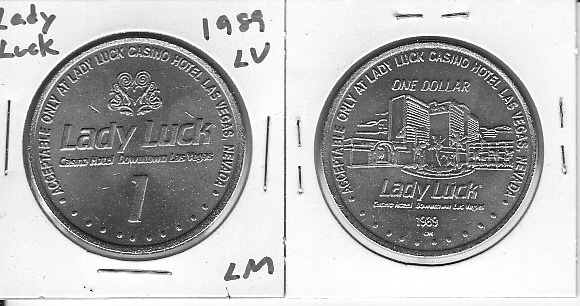 Lady
Luck
1989
LV
ACCEPTABLE ONLY AT LADY LUCK CASINO HOTEL LAS VEGAS, NEVADA
Lady Luck
Casino Hotel Downtown Las Vegas
1
LM
ACCEPTABLE ONLY AT LADY LUCK CASINO HOTEL LAS VEGAS, NEVADA
ONE DOLLAR
Lady Luck
Casino Hotel Downtown Las Vegas
1989